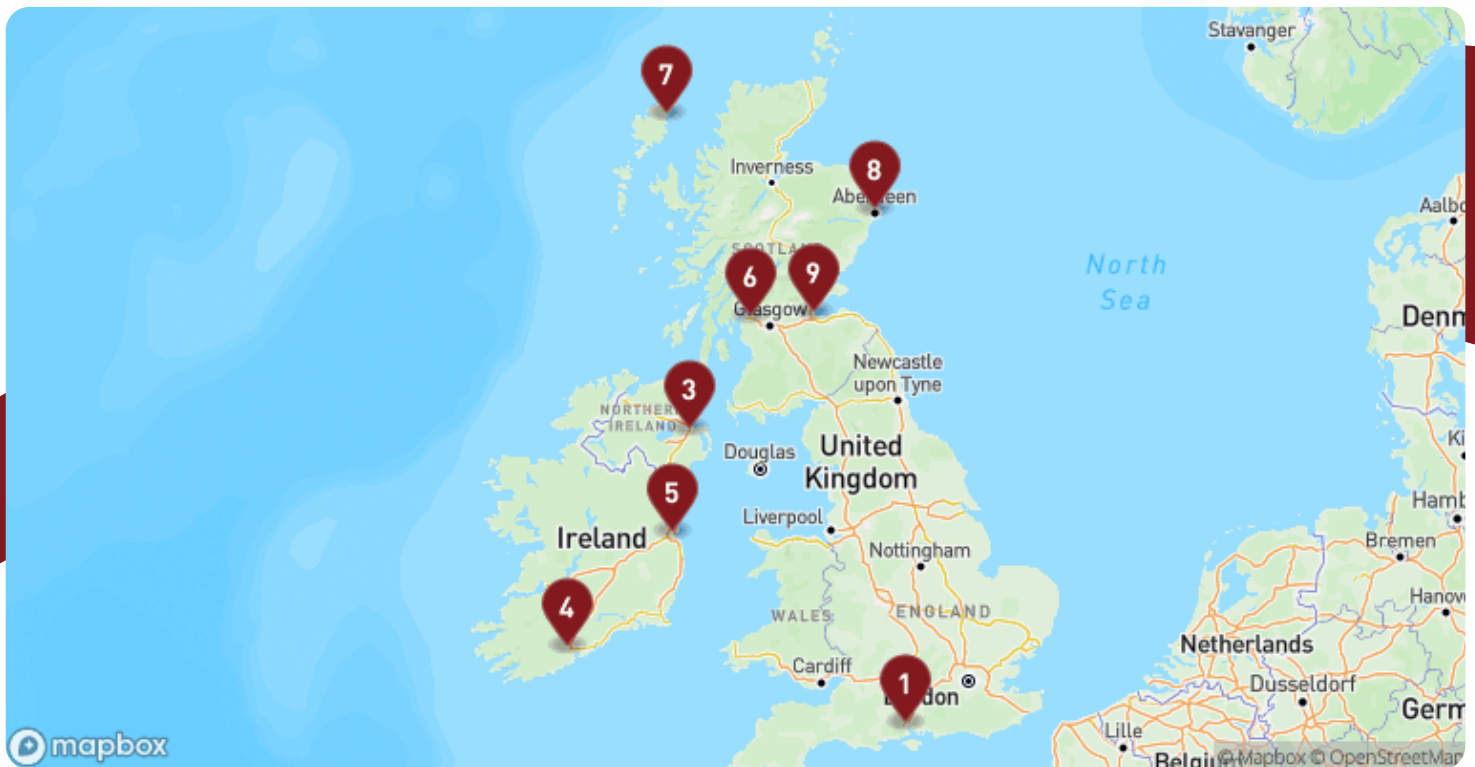 Stavanger
7
Inverness
8
Aberdeen
Aalbo
SCOTLAND
North
Sea
6
9
Glasgow
Denm
Newcastle
upon Tyne
3
NORTHERN
IRELAND
Douglas
United
Kingdom
Ki
5
Liverpool
Hamb
Ireland
Nottingham
Bremen
4
Hanov
WALES
ENGLAND
Netherlands
Cardiff
1
London
Dusseldorf
Germ
Lille
mapbox
Belgium
© Mapbox © OpenStreetMap